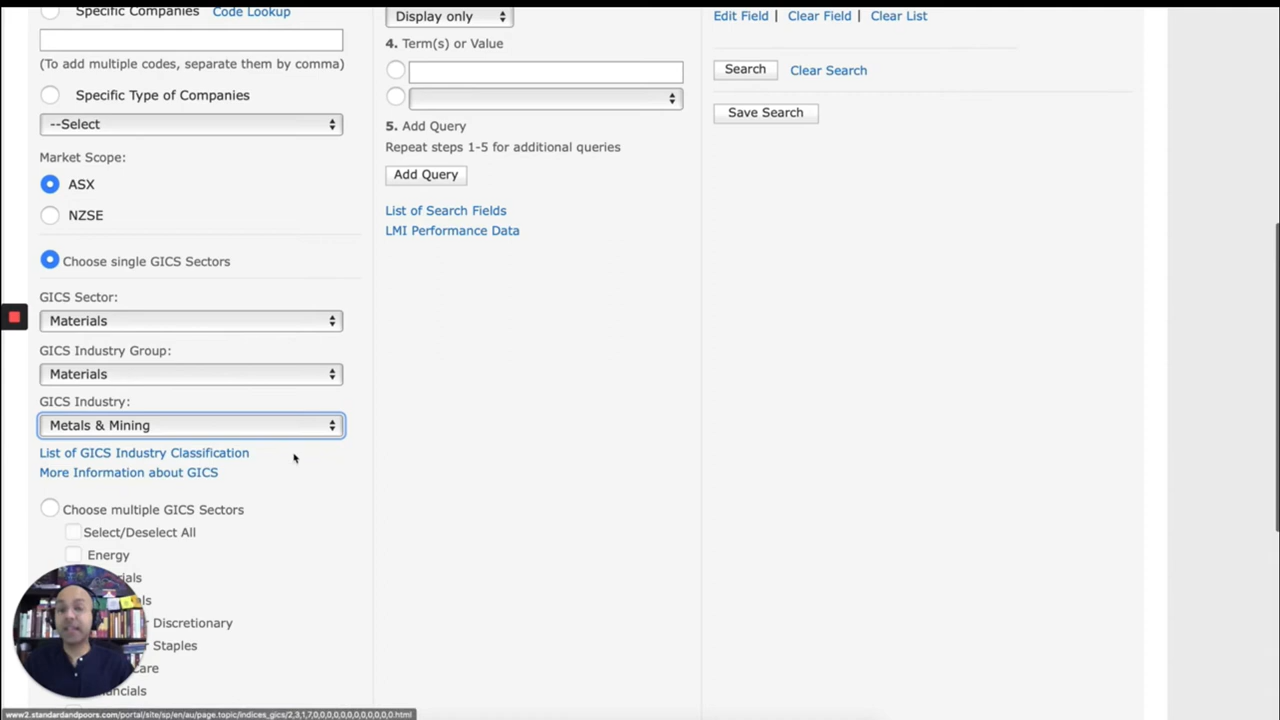 Specific Companies Code Lookup
(To add multiple codes, separate them by comma)
Specific Type of Companies
--Select
Market Scope:
ASX
NZSE
Choose single GICS Sectors
GICS Sector:
Materials
GICS Industry Group:
Materials
GICS Industry:
Metals & Mining
List of GICS Industry Classification
More Information about GICS
Choose multiple GICS Sectors
Select/Deselect All
Energy
ials
ls
r Discretionary
r Staples
Care
ancials
Display only
4. Term(s) or Value
5. Add Query
Repeat steps 1-5 for additional queries
Add Query
List of Search Fields
LMI Performance Data
Edit Field | Clear Field | Clear List
Search Clear Search
Save Search